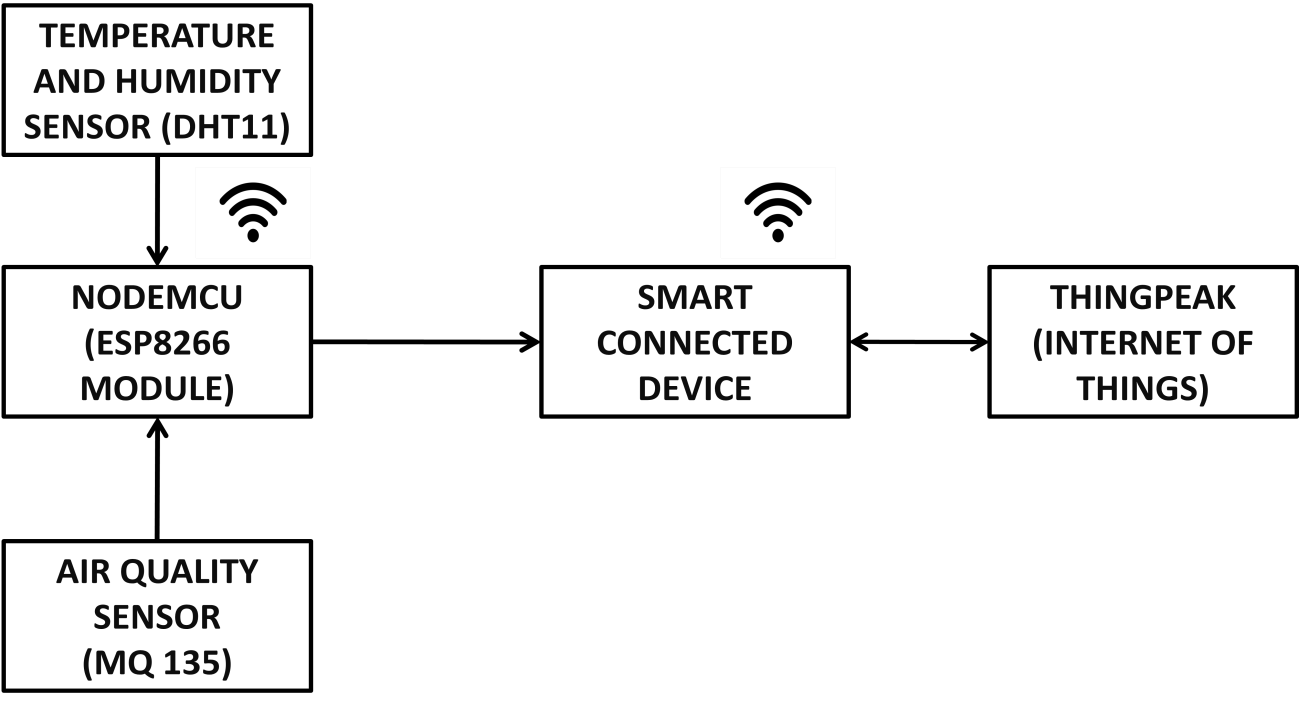 TEMPERATURE
AND HUMIDITY
SENSOR (DHT11)
NODEMCU
(ESP8266
MODULE)
SMART
CONNECTED
DEVICE
THINGPEAK
(INTERNET OF
THINGS)
AIR QUALITY
SENSOR
(MQ 135)